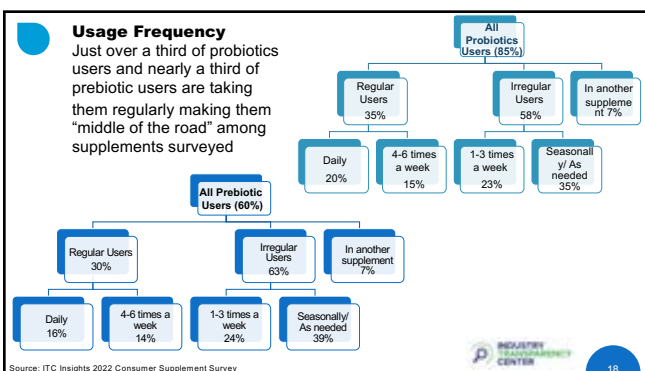 Usage Frequency
Just over a third of probiotics
users and nearly a third of
prebiotic users are taking
them regularly making them
“middle of the road” among
supplements surveyed
All
Probiotics
Users (85%)
Regular
Users
35%
Irregular
Users
58%
In another
suppleme
nt 7%
Daily
20%
4-6 times
a week
15%
1-3 times
a week
23%
Seasonall
y/ As
needed
35%
All Prebiotic
Users (60%)
Regular Users
30%
Irregular
Users
63%
In another
supplement
7%
Daily
16%
4-6 times a
week
14%
1-3 times a
week
24%
Seasonally/
As needed
39%
Source: ITC Insights 2022 Consumer Supplement Survey
INDUSTRY
TRANSPARENCY
CENTER
18